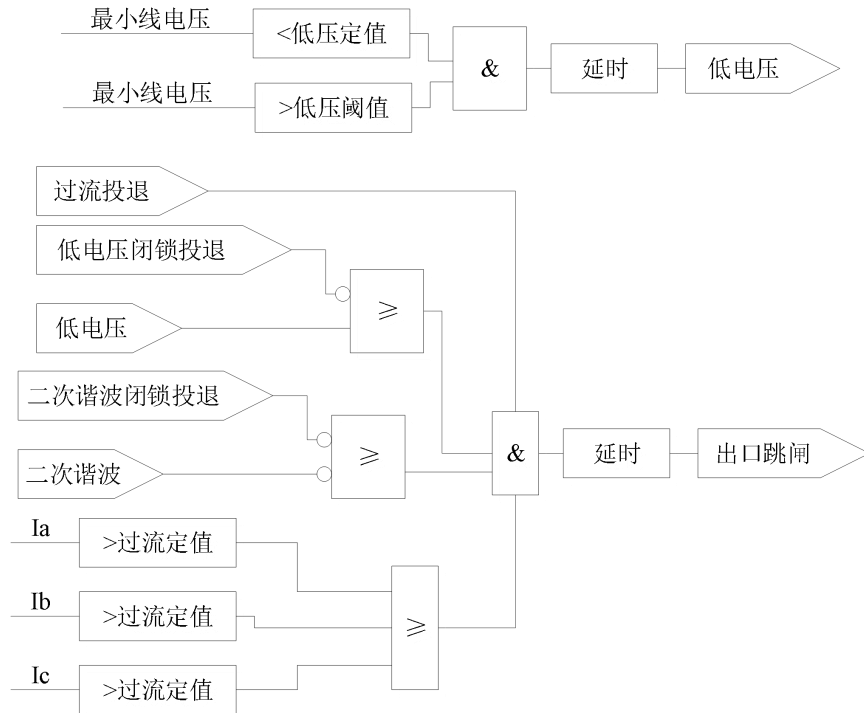 最小线电压
<低压定值
最小线电压
>低压阈值
&
延时
低电压
过流投退
低电压闭锁投退
≥
低电压
二次谐波闭锁投退
≥
二次谐波
&
延时
出口跳闸
Ia
>过流定值
Ib
>过流定值
≥
Ic
>过流定值